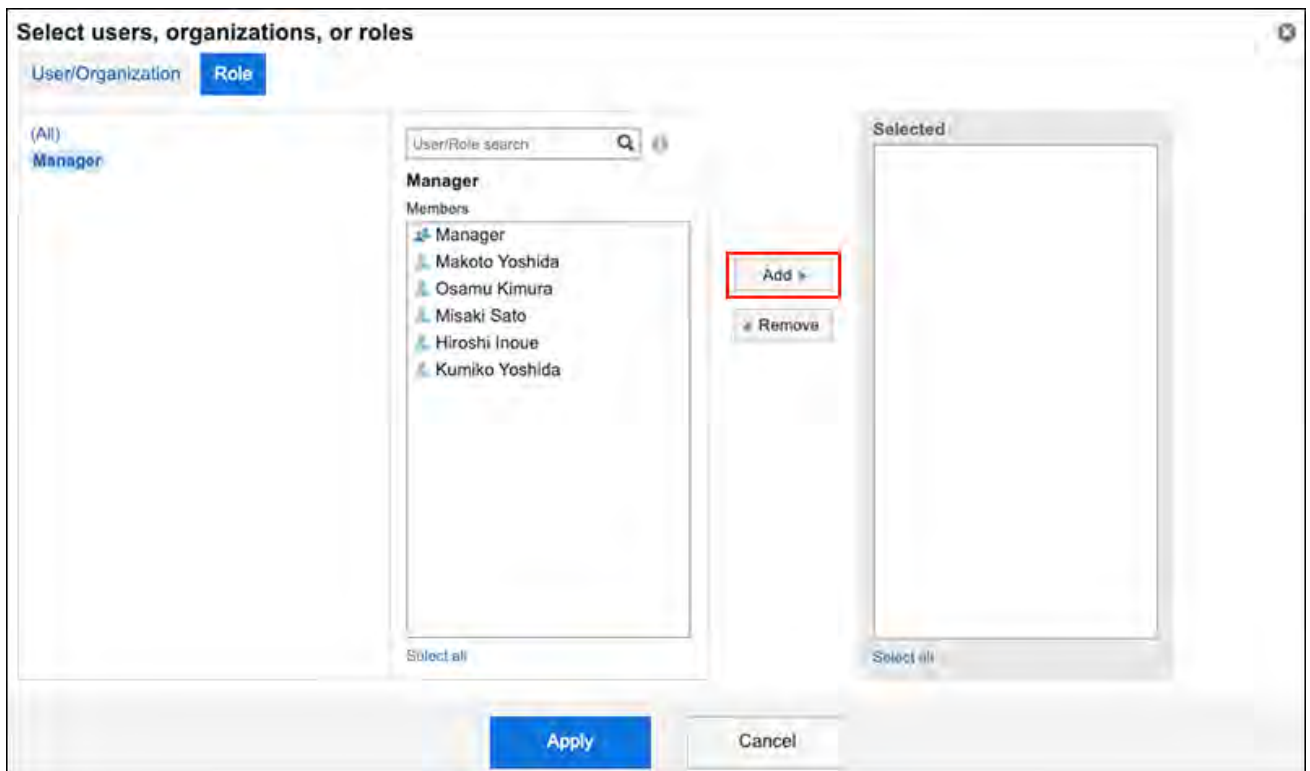 Select users, organizations, or roles
User/Organization
Role
(All)
Manager
User/Role search
Manager
Members
Manager
Makoto Yoshida
Osamu Kimura
Misaki Sato
Hiroshi Inoue
Kumiko Yoshida
Select all
Add
Remove
Selected
Select all
Apply
Cancel